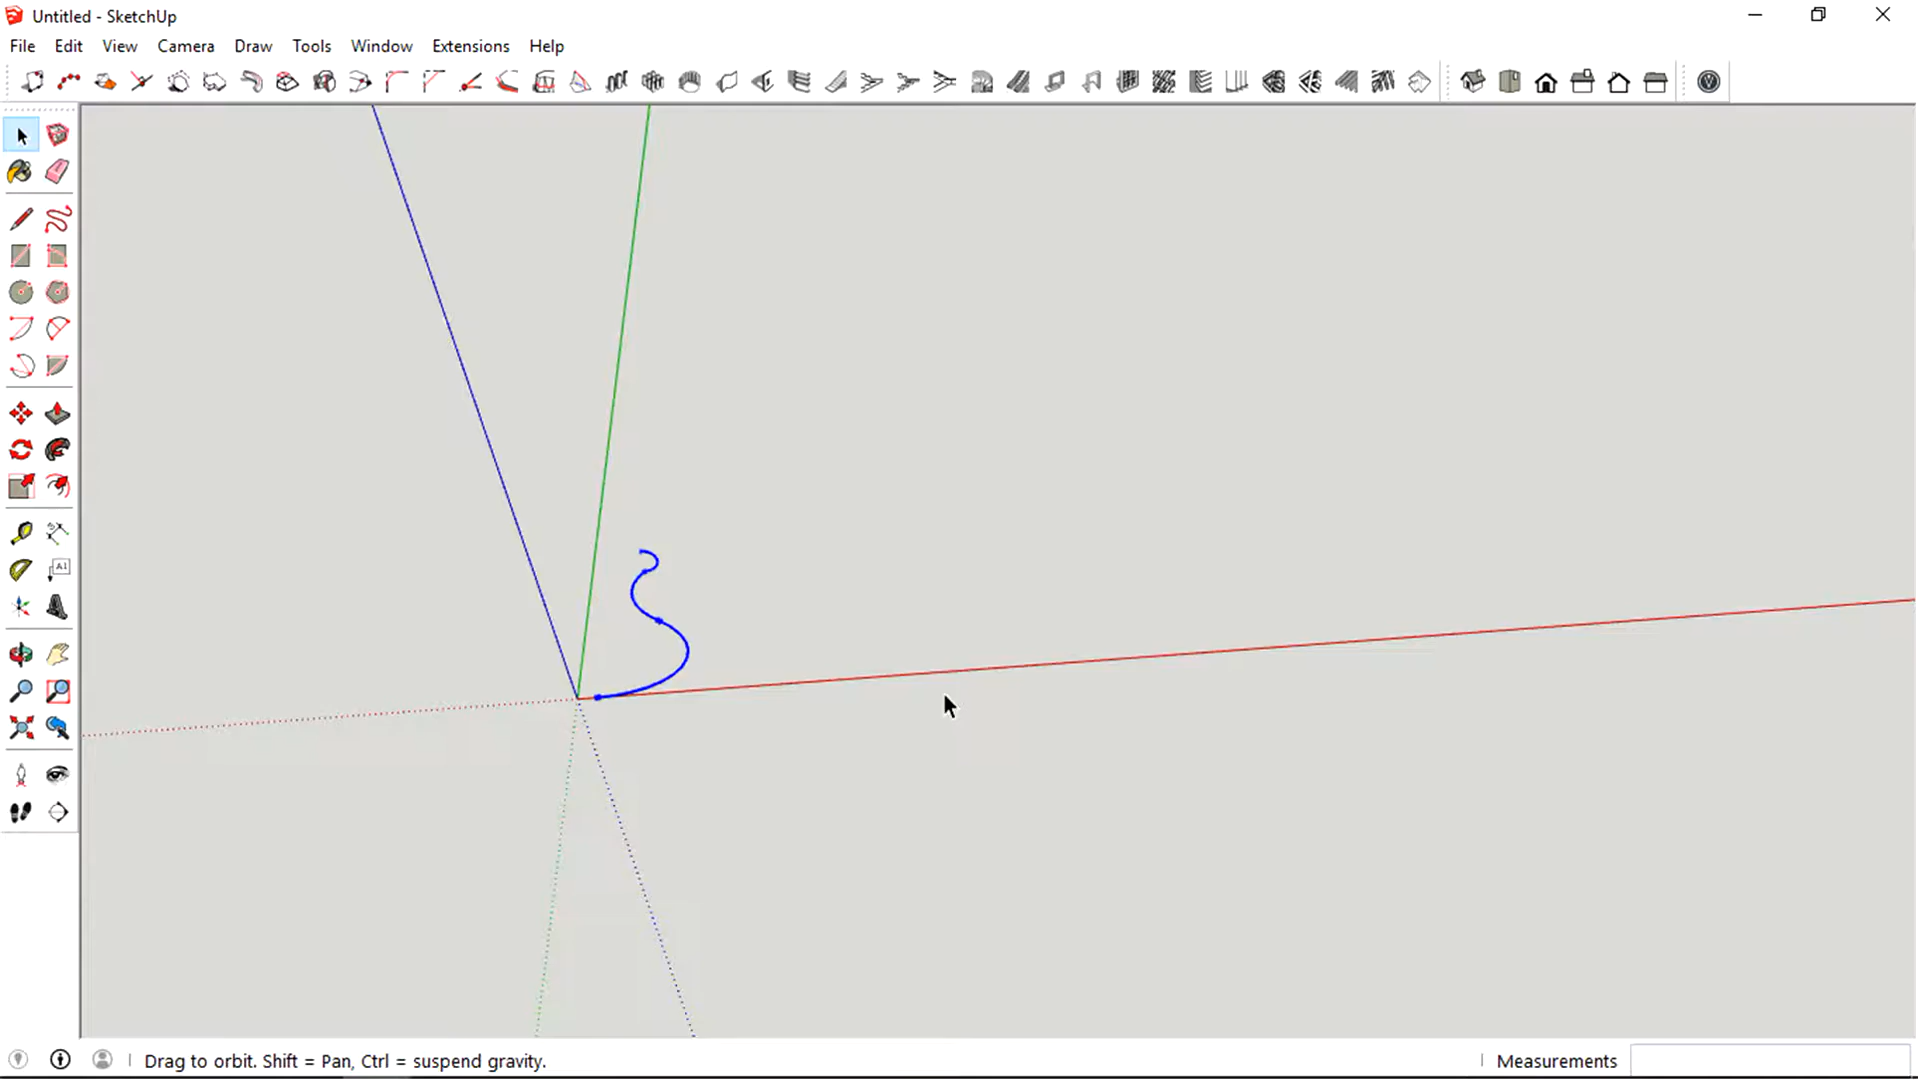 Untitled - SketchUp
File Edit View Camera Draw Tools Window Extensions Help
A1
Drag to orbit. Shift = Pan, Ctrl = suspend gravity.
Measurements